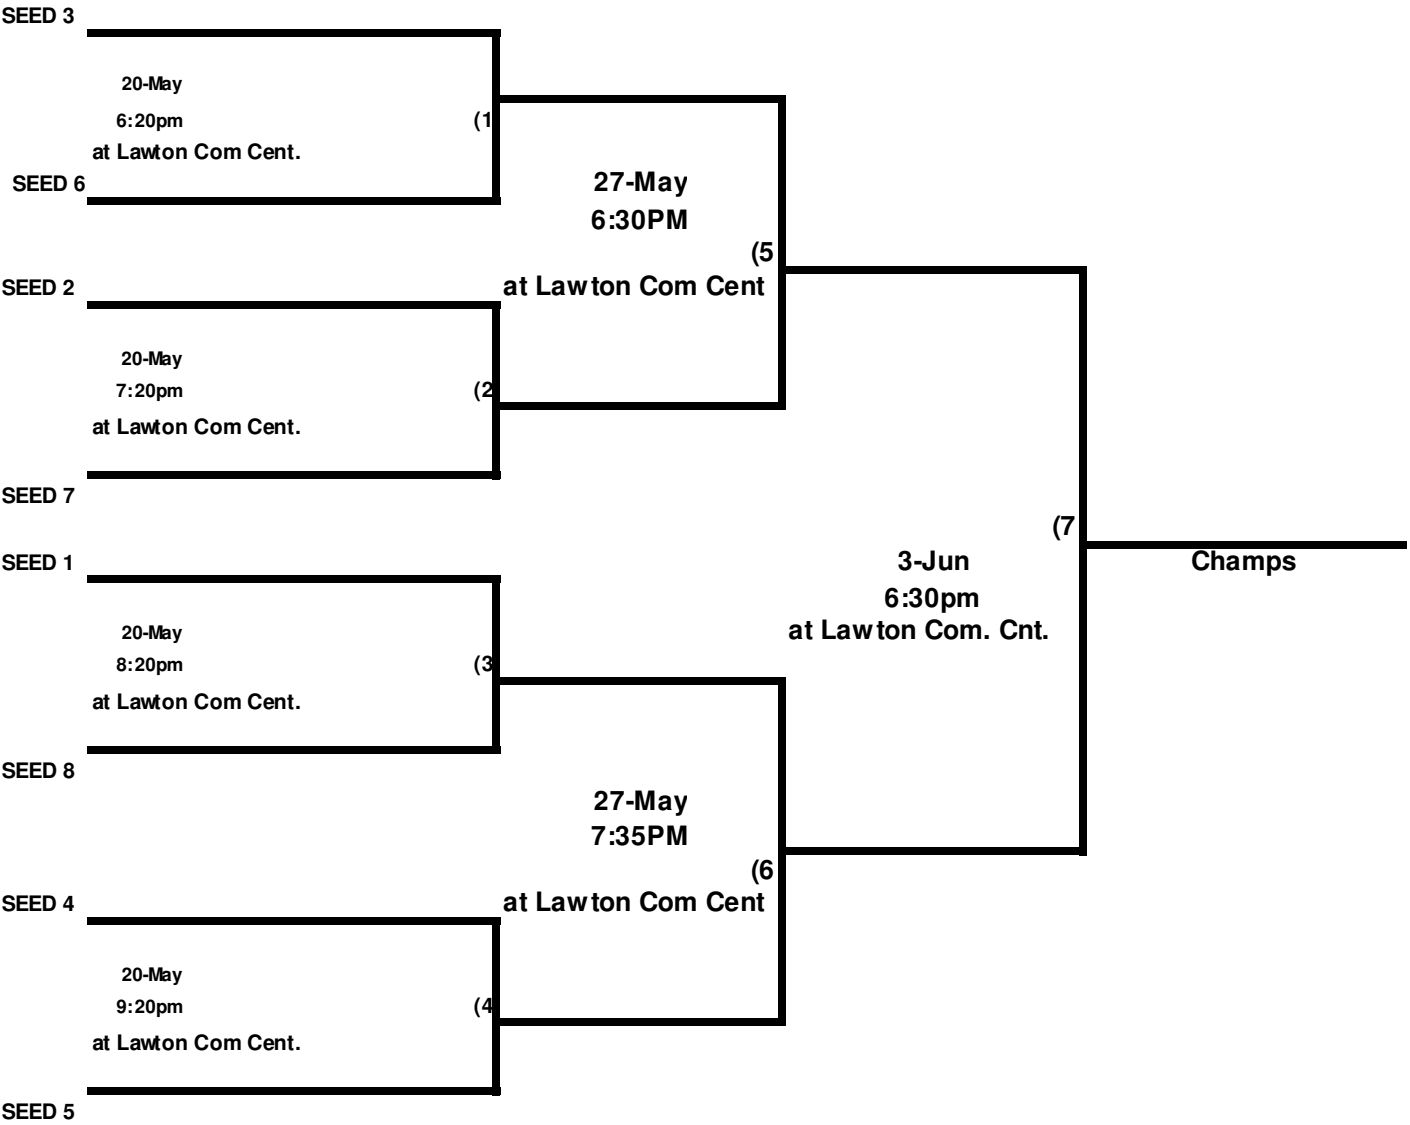 SEED 3
20-May
6:20pm
(1
at Lawton Com Cent.
SEED 6
27-May
6:30PM
(5
at Lawton Com Cent
SEED 2
20-May
7:20pm
(2
at Lawton Com Cent.
SEED 7
(7
Champs
3-Jun
6:30pm
at Lawton Com. Cnt.
SEED 1
20-May
8:20pm
(3
at Lawton Com Cent.
SEED 8
27-May
7:35PM
(6
at Lawton Com Cent
SEED 4
20-May
9:20pm
(4
at Lawton Com Cent.
SEED 5